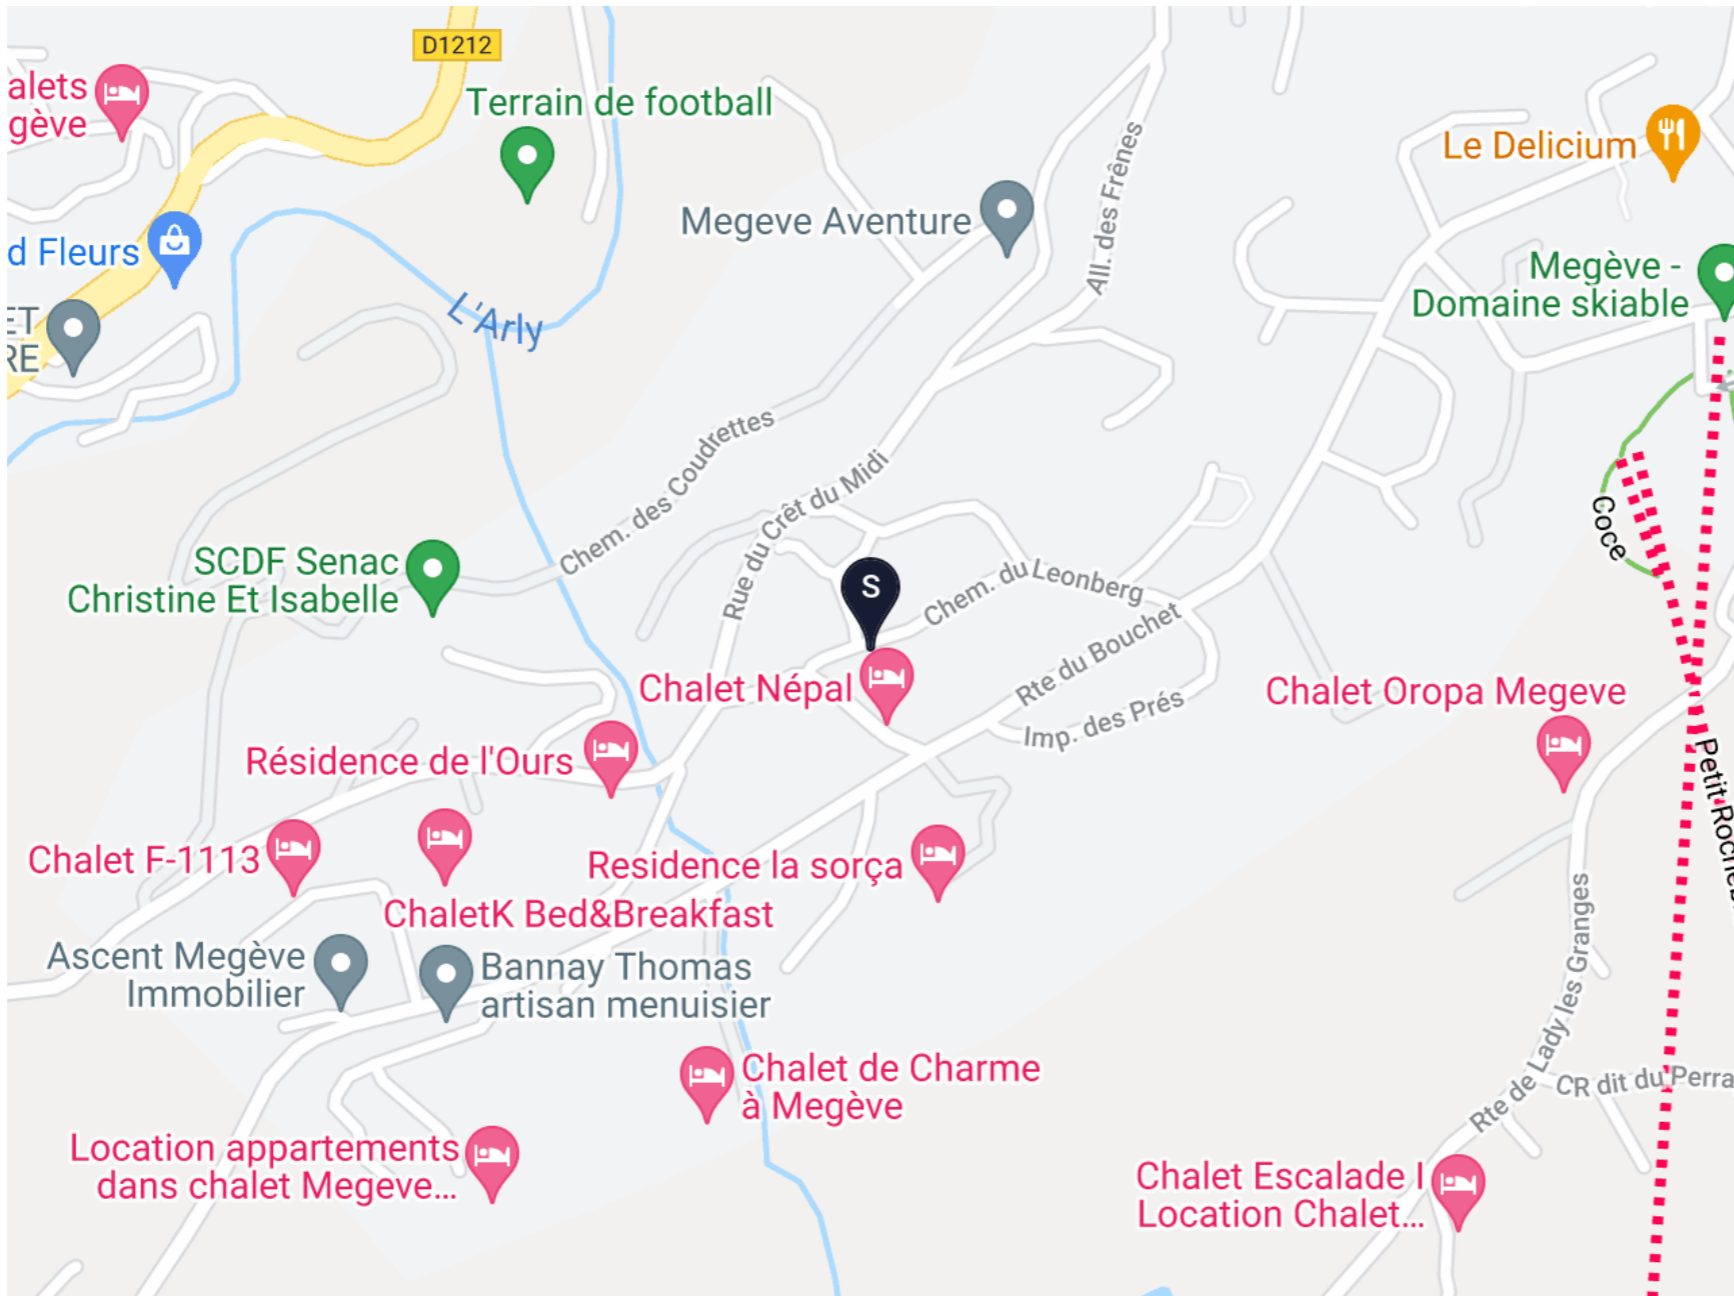 D1212
alets
gève
Terrain de football
Le Delicium
Megeve Aventure
All. des Frênes
d Fleurs
Megève -
Domaine skiable
L'Arly
ET
RE
Chem. des Coudrettes
Rue du Crêt du Midi
Coce
SCDF Senac
Christine Et Isabelle
S
Chem. du Leonberg
Rte du Bouchet
Chalet Népal
Imp. des Prés
Chalet Oropa Megeve
Résidence de l'Ours
Petit Rocheb
Chalet F-1113
Residence la sorça
ChaletK Bed&Breakfast
Ascent Megève
Immobilier
Bannay Thomas
artisan menuisier
Rte de Lady les Granges
Chalet de Charme
à Megève
CR dit du Perra
Location appartements
dans chalet Megeve...
Chalet Escalade I
Location Chalet...